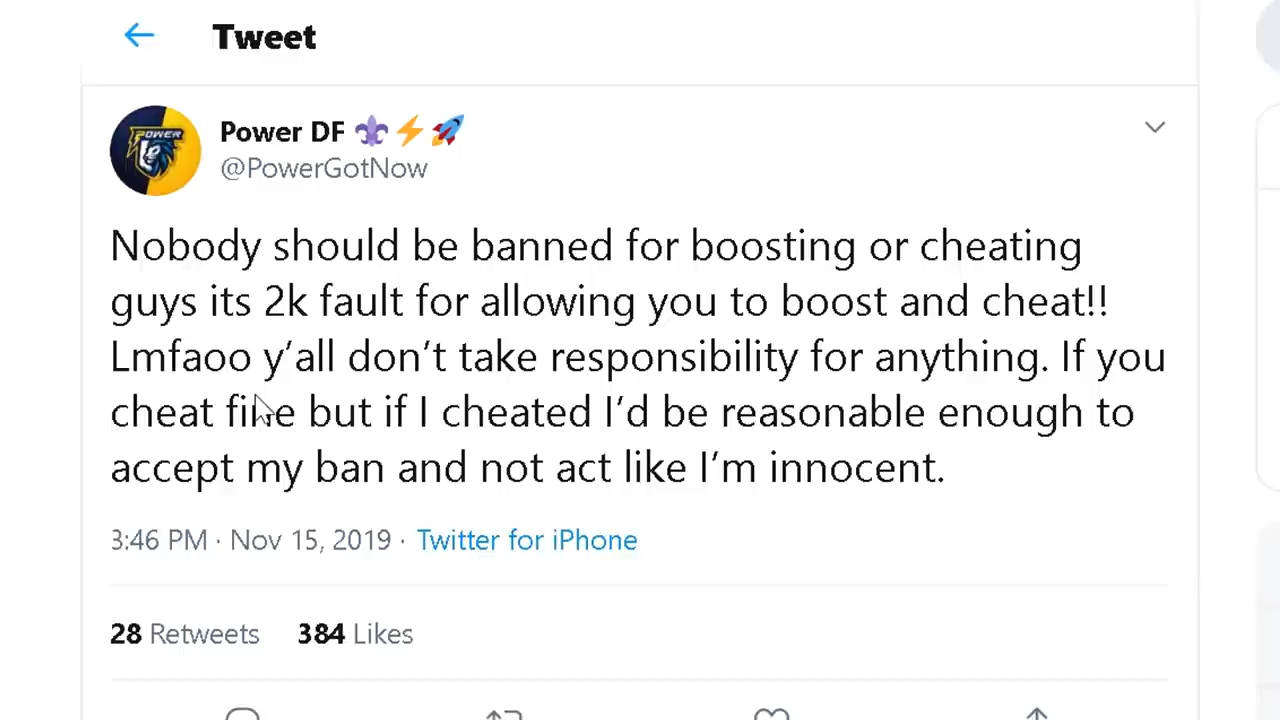 Tweet
POWER
Power DF ⚜️⚡🚀
@PowerGotNow
Nobody should be banned for boosting or cheating
guys its 2k fault for allowing you to boost and cheat!!
Lmfaoo y’all don’t take responsibility for anything. If you
cheat fine but if I cheated I’d be reasonable enough to
accept my ban and not act like I’m innocent.
3:46 PM · Nov 15, 2019 · Twitter for iPhone
28 Retweets 384 Likes